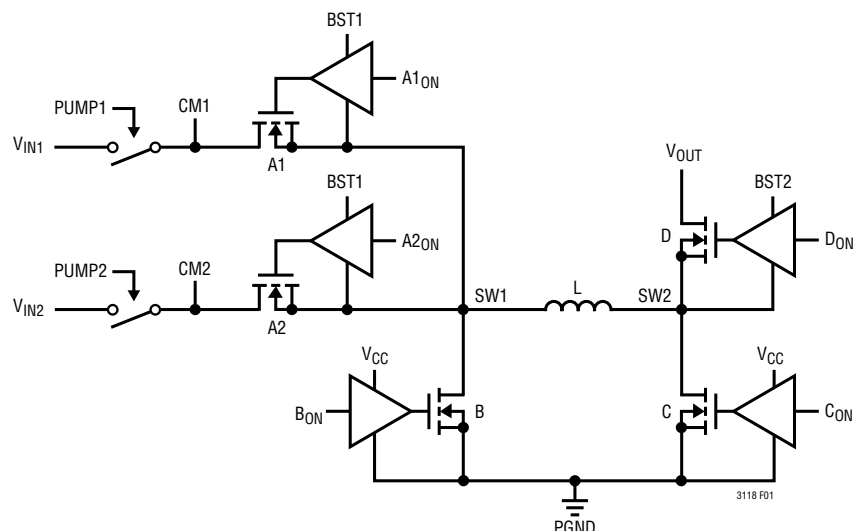 BST1
A1ON
PUMP1
CM1
VIN1
A1
VOUT
BST1
BST2
A2ON
D
DON
PUMP2
CM2
VIN2
A2
SW1
L
SW2
VCC
VCC
BON
B
C
CON
3118 F01
PGND